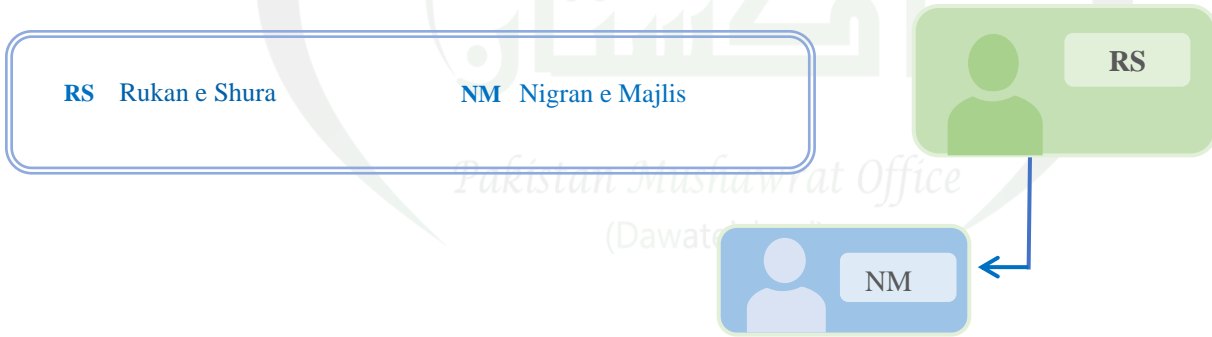 RS
RS Rukan e Shura NM Nigran e Majlis
Pakistan Mushawrat Office
NM